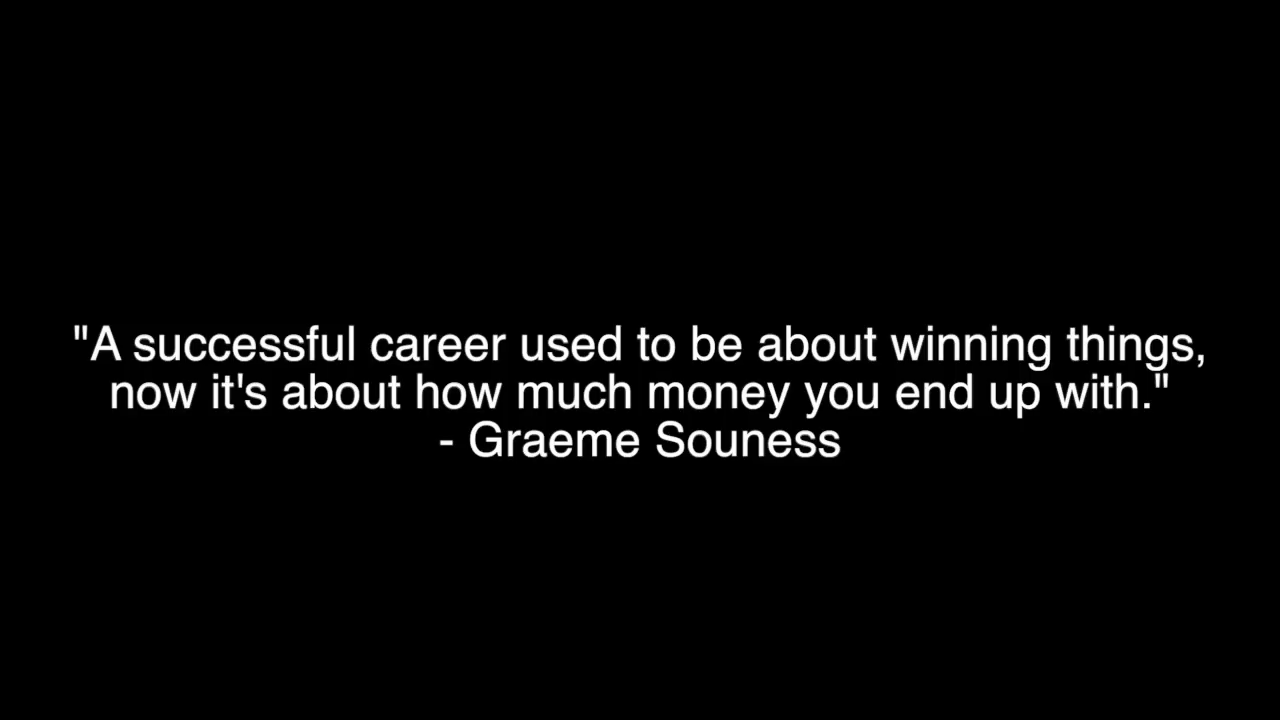 "A successful career used to be about winning things,
now it's about how much money you end up with."
- Graeme Souness